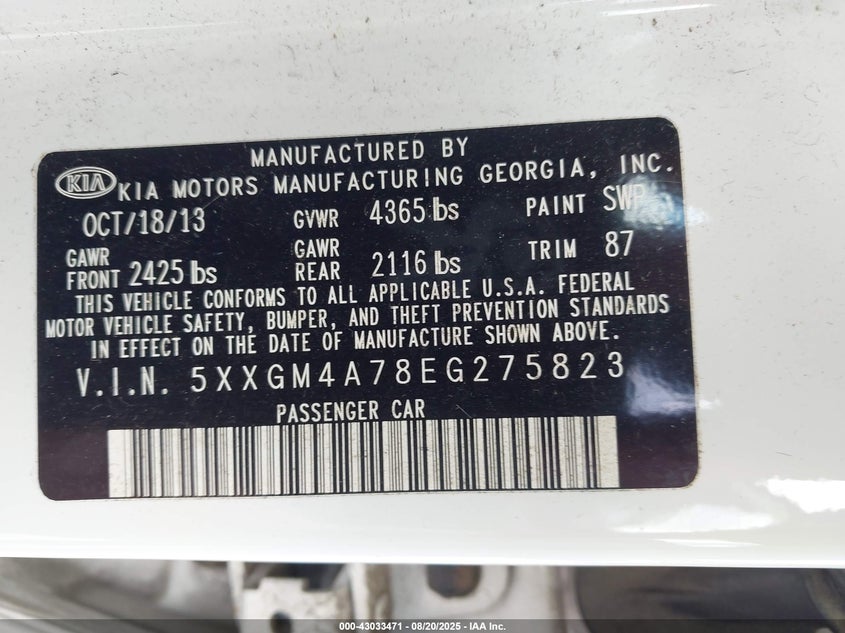 MANUFACTURED BY
KIA KIA MOTORS MANUFACTURING GEORGIA, INC.
OCT/18/13 GVWR 4365 lbs PAINT SWP
GAWR FRONT 2425 lbs GAWR REAR 2116 lbs TRIM 87
THIS VEHICLE CONFORMS TO ALL APPLICABLE U.S.A. FEDERAL
MOTOR VEHICLE SAFETY, BUMPER, AND THEFT PREVENTION STANDARDS
IN EFFECT ON THE DATE OF MANUFACTURE SHOWN ABOVE.
V.I.N. 5XXGM4A78EG275823
PASSENGER CAR
000-43033471 - 08/20/2025 - IAA Inc.